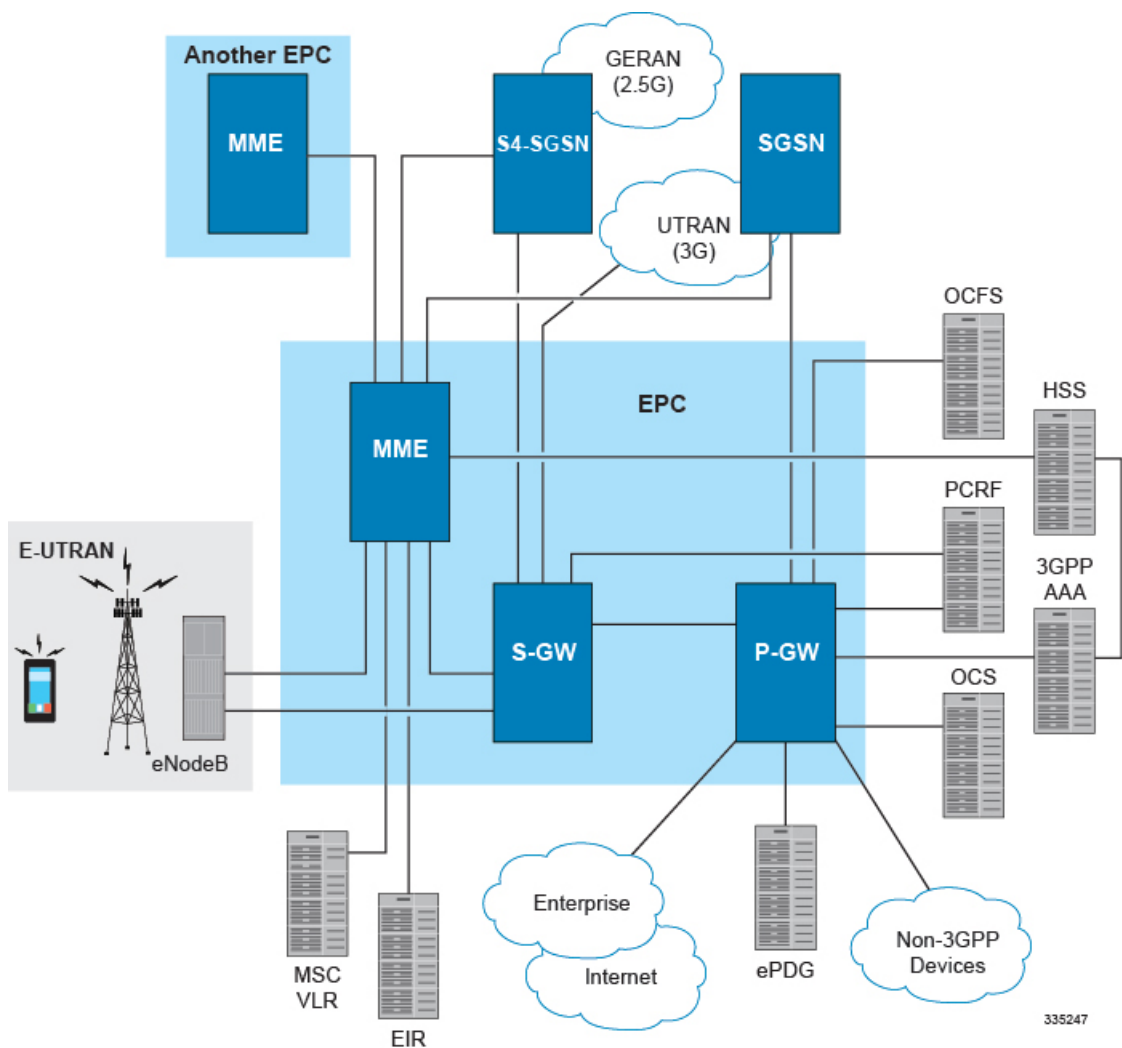 Another EPC
MME
GERAN
(2.5G)
S4-SGSN
SGSN
UTRAN
(3G)
OCFS
EPC
HSS
MME
PCRF
E-UTRAN
3GPP
AAA
S-GW
P-GW
OCS
eNodeB
Enterprise
Internet
ePDG
Non-3GPP
Devices
MSC
VLR
EIR
335247